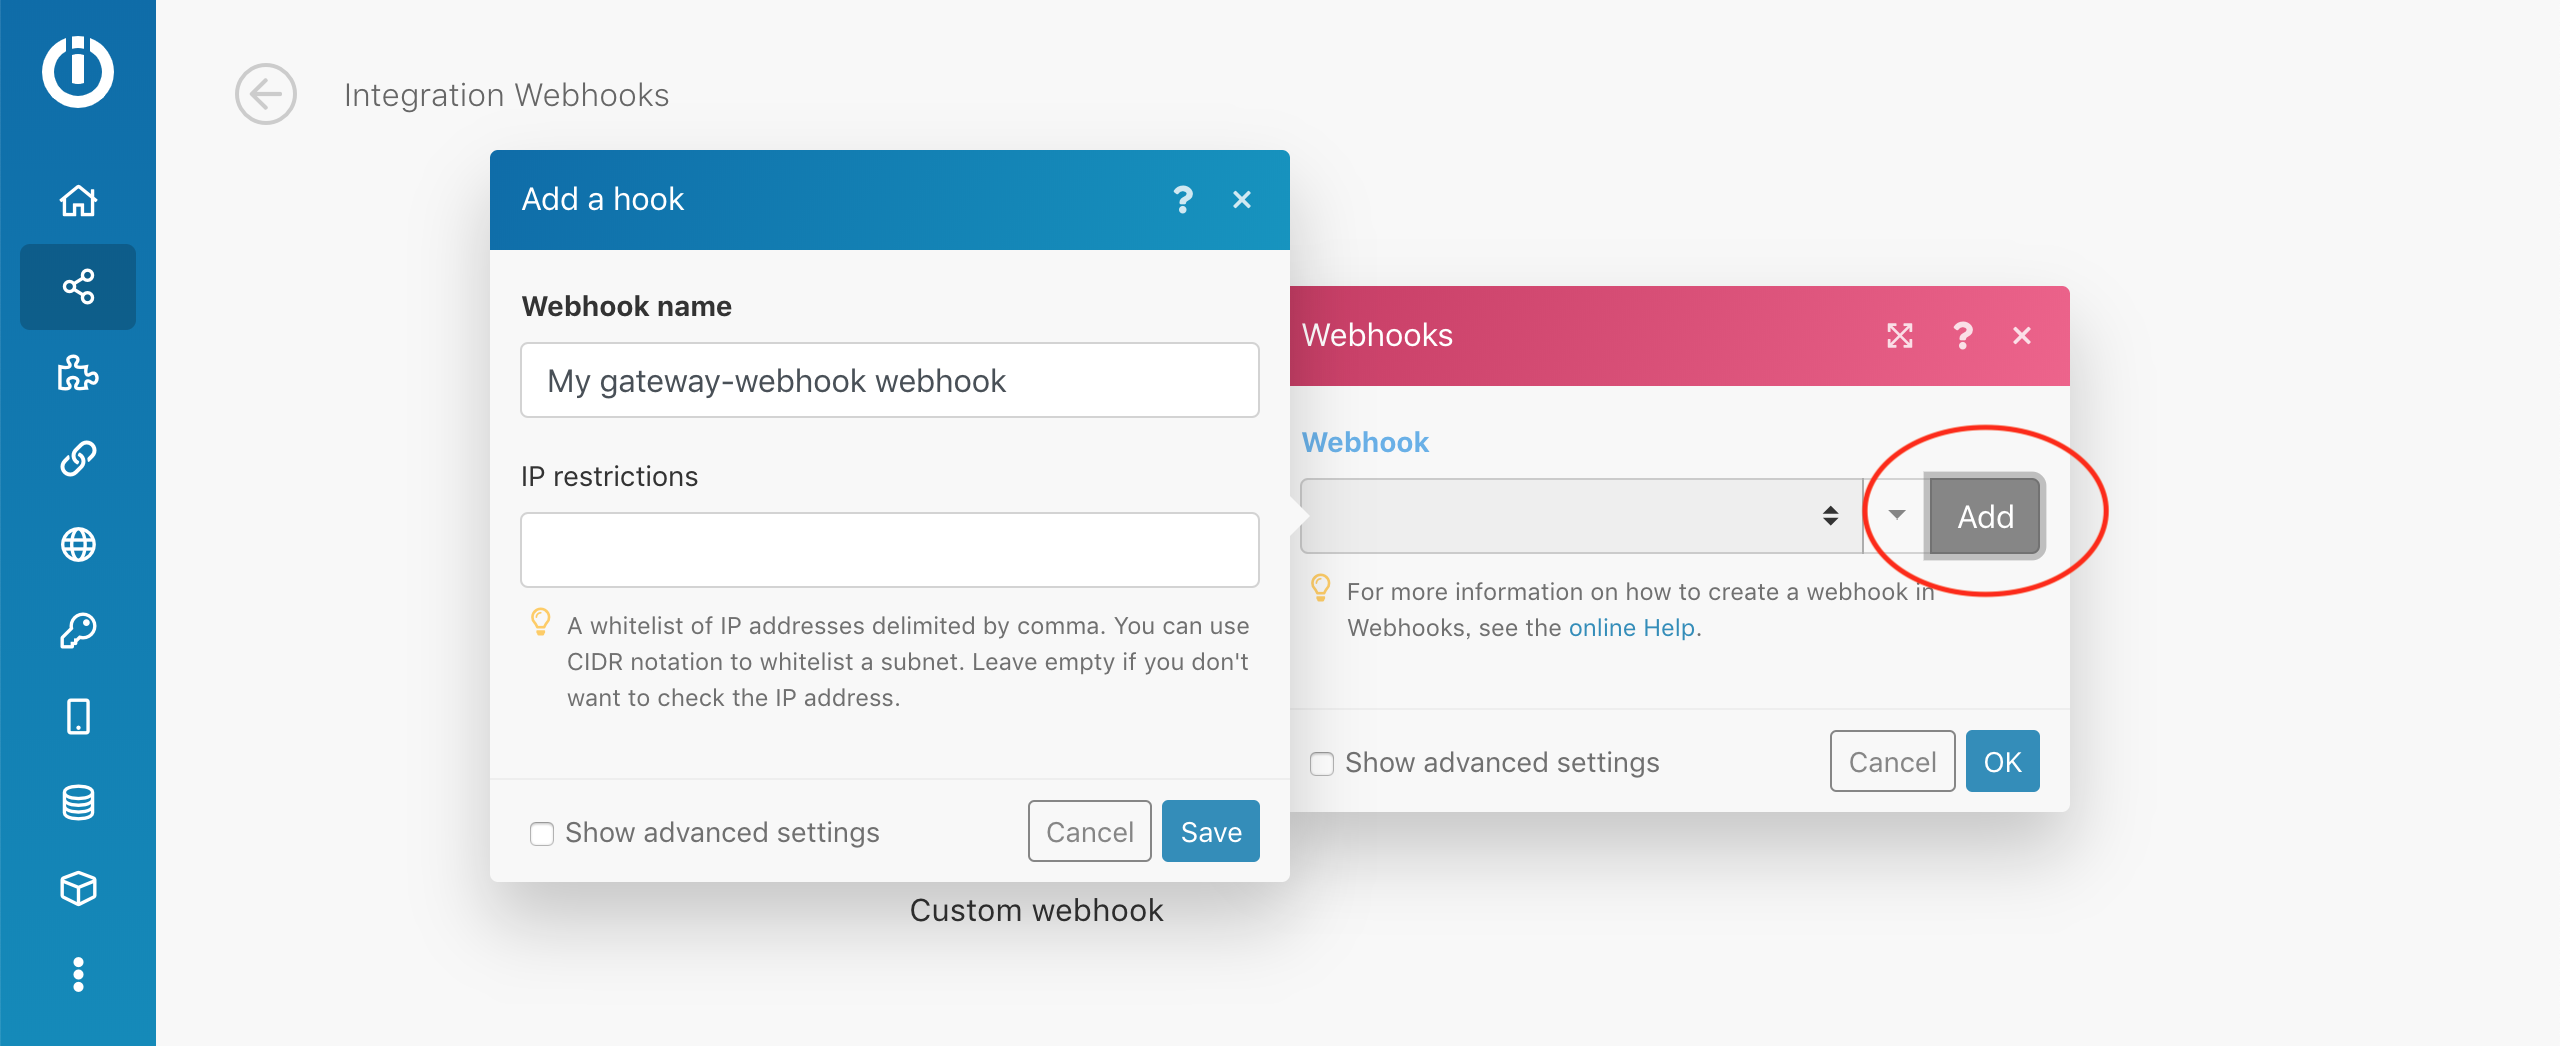 Integration Webhooks
Add a hook
Webhook name
My gateway-webhook webhook
IP restrictions
A whitelist of IP addresses delimited by comma. You can use
CIDR notation to whitelist a subnet. Leave empty if you don't
want to check the IP address.
Show advanced settings
Cancel
Save
Webhooks
Webhook
Add
For more information on how to create a webhook in
Webhooks, see the online Help.
Show advanced settings
Cancel
OK
Custom webhook